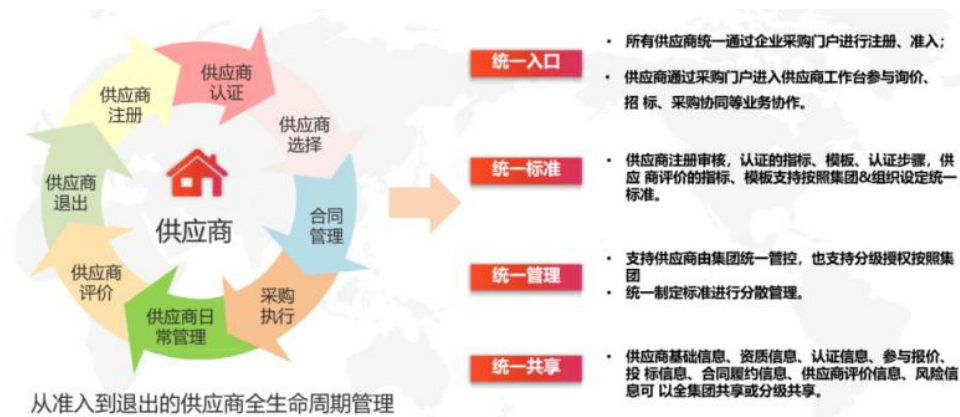 供应商
认证
供应商
选择
合同
管理
采购
执行
供应商日
常管理
供应商
评价
供应商
退出
供应商
注册
供应商
从准入到退出的供应商全生命周期管理
统一入口
• 所有供应商统一通过企业采购门户进行注册、准入;
• 供应商通过采购门户进入供应商工作台参与询价、
招 标、采购协同等业务协作。
统一标准
• 供应商注册审核，认证的指标、模板、认证步骤，供
应 商评价的指标、模板支持按照集团&组织设定统一
标准。
统一管理
• 支持供应商由集团统一管控，也支持分级授权按照集
团
• 统一制定标准进行分散管理。
统一共享
• 供应商基础信息、资质信息、认证信息、参与报价、
投 标信息、合同履约信息、供应商评价信息、风险信
息可 以全集团共享或分级共享。